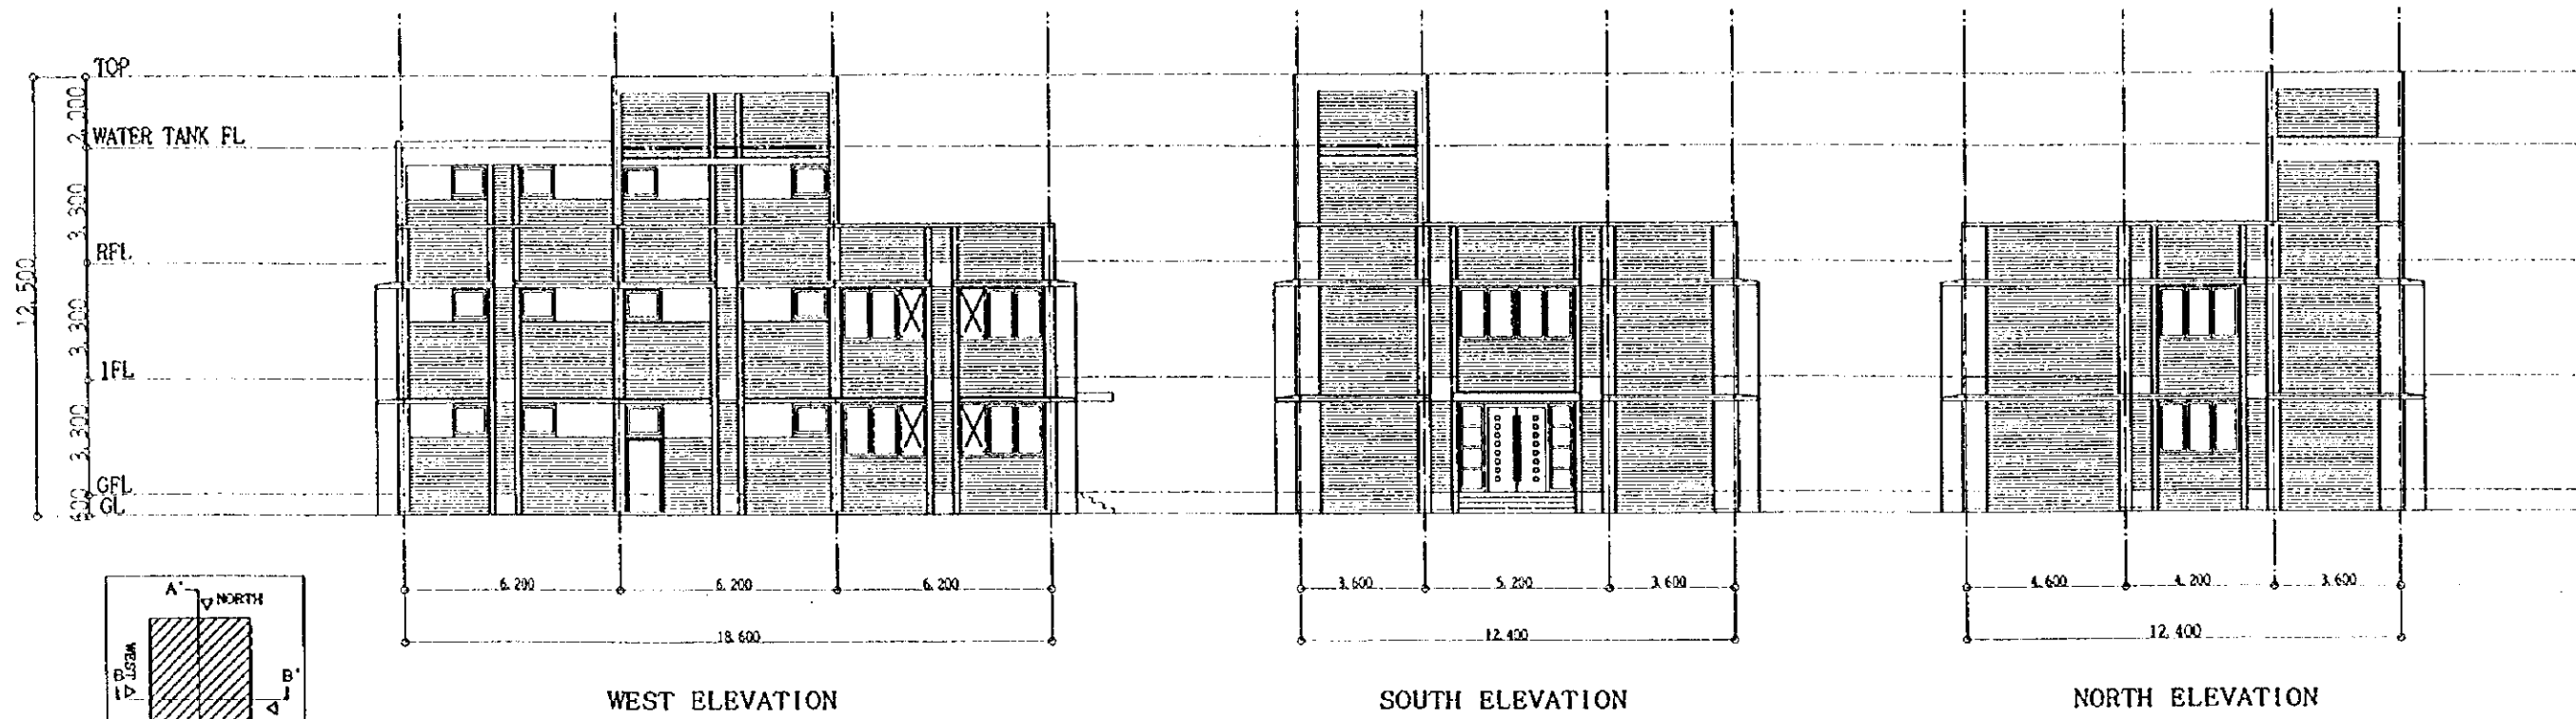 TOP
2,000
WATER TANK FL
3,300
RFL
12,500
3,300
1FL
3,300
GFL
600
GL
6,200 6,200 6,200
18,600
3,600 5,200 3,600
12,400
4,600 4,200 3,600
12,400
A'
NORTH
WEST
B B'
WEST ELEVATION
SOUTH ELEVATION
NORTH ELEVATION